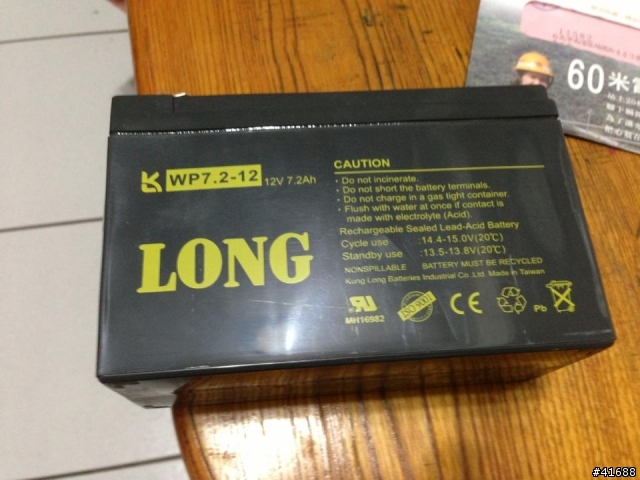 WP7.2-12 12V 7.2Ah
LONG
CAUTION
· Do not incinerate.
· Do not short the battery terminals.
· Do not charge in a gas tight container.
· Flush with water at once if contact is
made with electrolyte (Acid).
Rechargeable Sealed Lead-Acid Battery
Cycle use :14.4-15.0V(20℃)
Standby use :13.5-13.8V(20℃)
NONSPILLABLE BATTERY MUST BE RECYCLED
Kung Long Batteries Industrial Co.,Ltd. Made in Taiwan
MH16982
ISO 9001
CE
Pb
60米
#41688